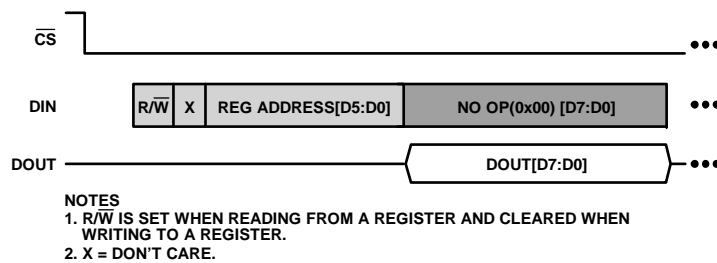 CS
DIN
R/W X REG ADDRESS[D5:D0] NO OP(0x00) [D7:D0]
DOUT DOUT[D7:D0]
NOTES
1. R/W IS SET WHEN READING FROM A REGISTER AND CLEARED WHEN
WRITING TO A REGISTER.
2. X = DON'T CARE.